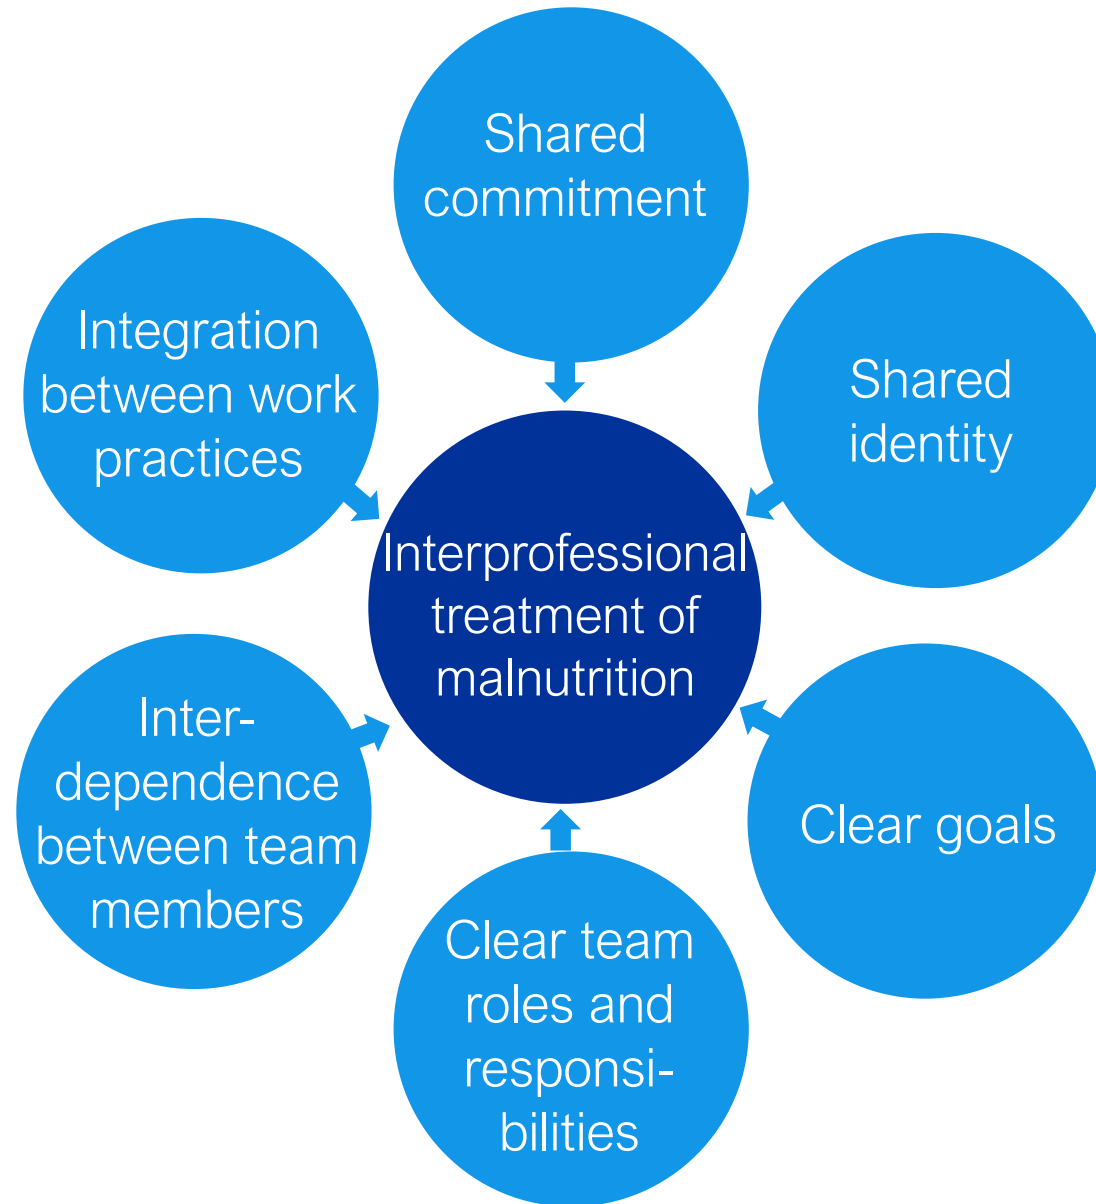 Shared
commitment
Shared
identity
Clear goals
Clear team
roles and
responsi-
bilities
Inter-
dependence
between team
members
Integration
between work
practices
Interprofessional
treatment of
malnutrition